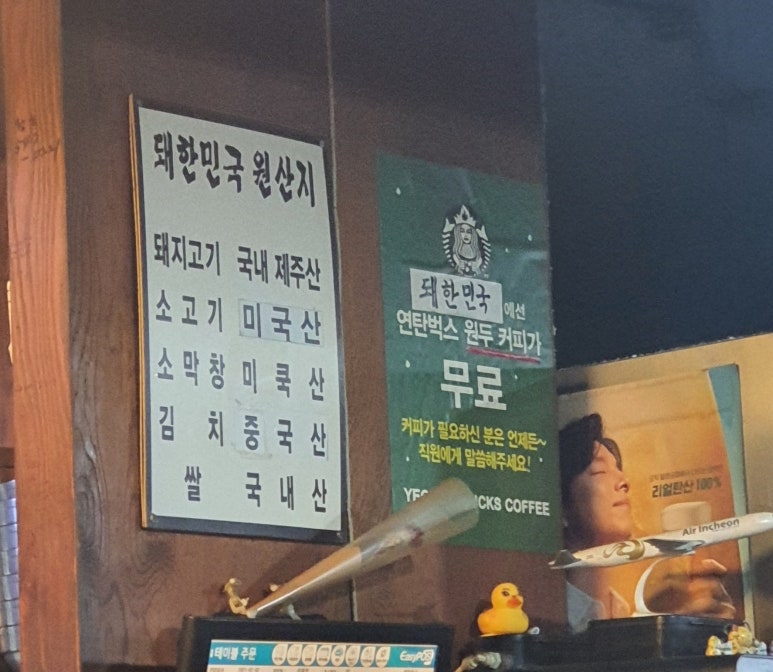 돼한민국 원산지
돼지고기 국내 제주산
소고기 미국산
소막창 미국산
김치 중국산
쌀 국내산
돼한민국 에선
연탄벅스 원두 커피가
무료
커피가 필요하신 분은 언제든~
직원에게 말씀해주세요!
CKS COFFEE
리얼탄산 100%
Air Incheon
테이블 주문
EasyPOS